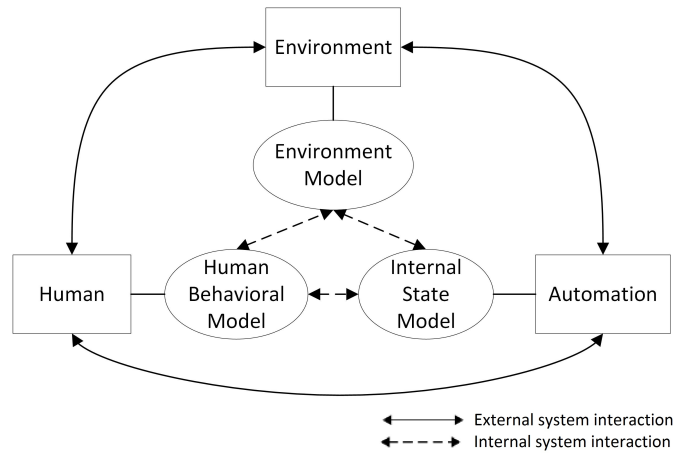 Environment
Environment
Model
Human
Human
Behavioral
Model
Internal
State
Model
Automation
External system interaction
Internal system interaction